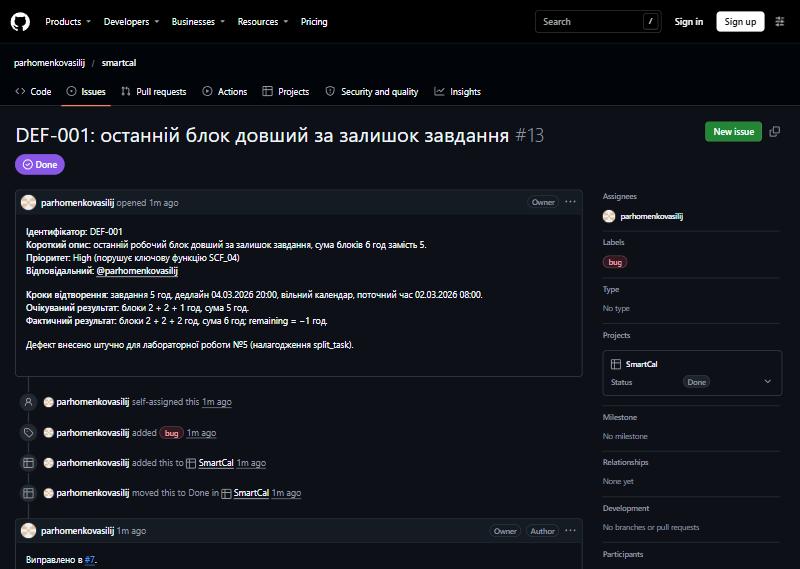 Products Developers Businesses Resources Pricing Search / Sign in Sign up
parhomenkovasilij / smartcal
Code Issues Pull requests Actions Projects Security and quality Insights
DEF-001: останній блок довший за залишок завдання #13
New issue
Done
parhomenkovasilij opened 1m ago Owner ...
Ідентифікатор: DEF-001
Короткий опис: останній робочий блок довший за залишок завдання, сума блоків 6 год замість 5.
Пріоритет: High (порушує ключову функцію SCF_04)
Відповідальний: @parhomenkovasilij
Кроки відтворення: завдання 5 год, дедлайн 04.03.2026 20:00, вільний календар, поточний час 02.03.2026 08:00.
Очікуваний результат: блоки 2 + 2 + 1 год, сума 5 год.
Фактичний результат: блоки 2 + 2 + 2 год, сума 6 год; remaining = −1 год.
Дефект внесено штучно для лабораторної роботи №5 (налагодження split_task).
parhomenkovasilij self-assigned this 1m ago
parhomenkovasilij added bug 1m ago
parhomenkovasilij added this to SmartCal 1m ago
parhomenkovasilij moved this to Done in SmartCal 1m ago
parhomenkovasilij 1m ago Owner Author ...
Виправлено в #7.
Assignees
parhomenkovasilij
Labels
bug
Type
No type
Projects
SmartCal
Status Done
Milestone
No milestone
Relationships
None yet
Development
No branches or pull requests
Participants